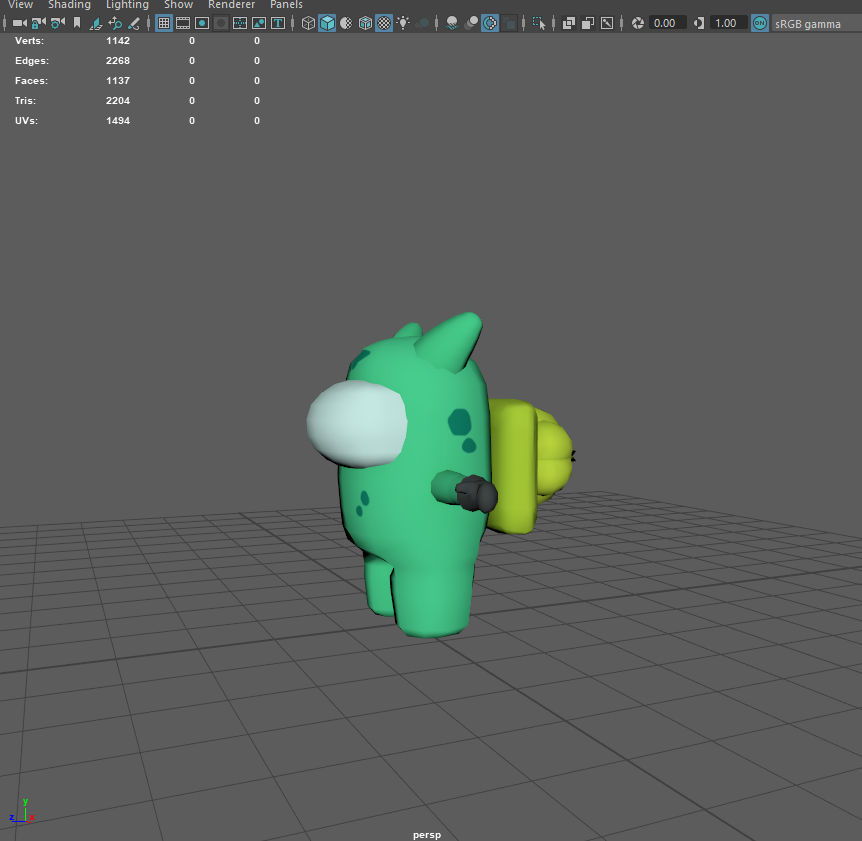 View Shading Lighting Show Renderer Panels
0.00 1.00 ON sRGB gamma
Verts: 1142 0 0
Edges: 2268 0 0
Faces: 1137 0 0
Tris: 2204 0 0
UVs: 1494 0 0
y
z x
persp